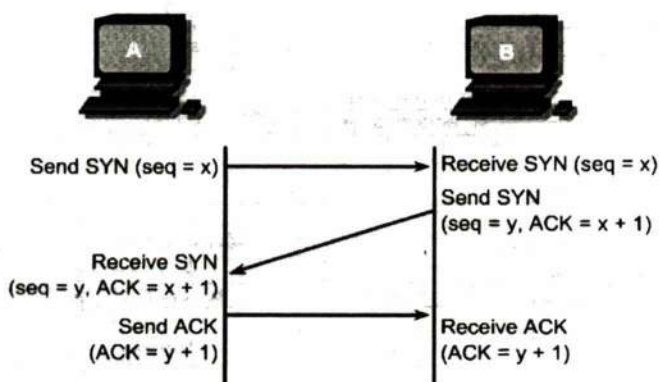 A
B
Send SYN (seq = x)
Receive SYN (seq = x)
Send SYN
(seq = y, ACK = x + 1)
Receive SYN
(seq = y, ACK = x + 1)
Send ACK
(ACK = y + 1)
Receive ACK
(ACK = y + 1)